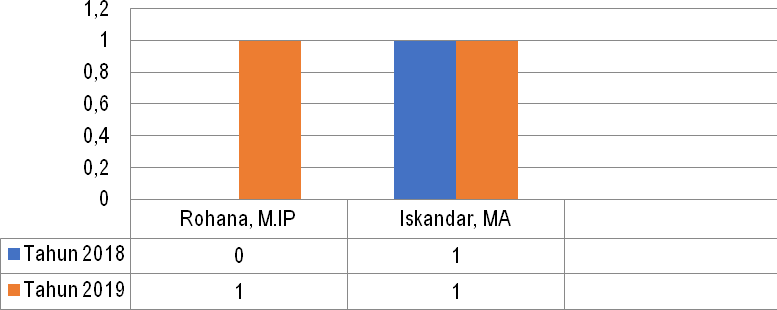 1,2
1
0,8
0,6
0,4
0,2
0
Rohana, M.IP Iskandar, MA
Tahun 2018 0 1
Tahun 2019 1 1